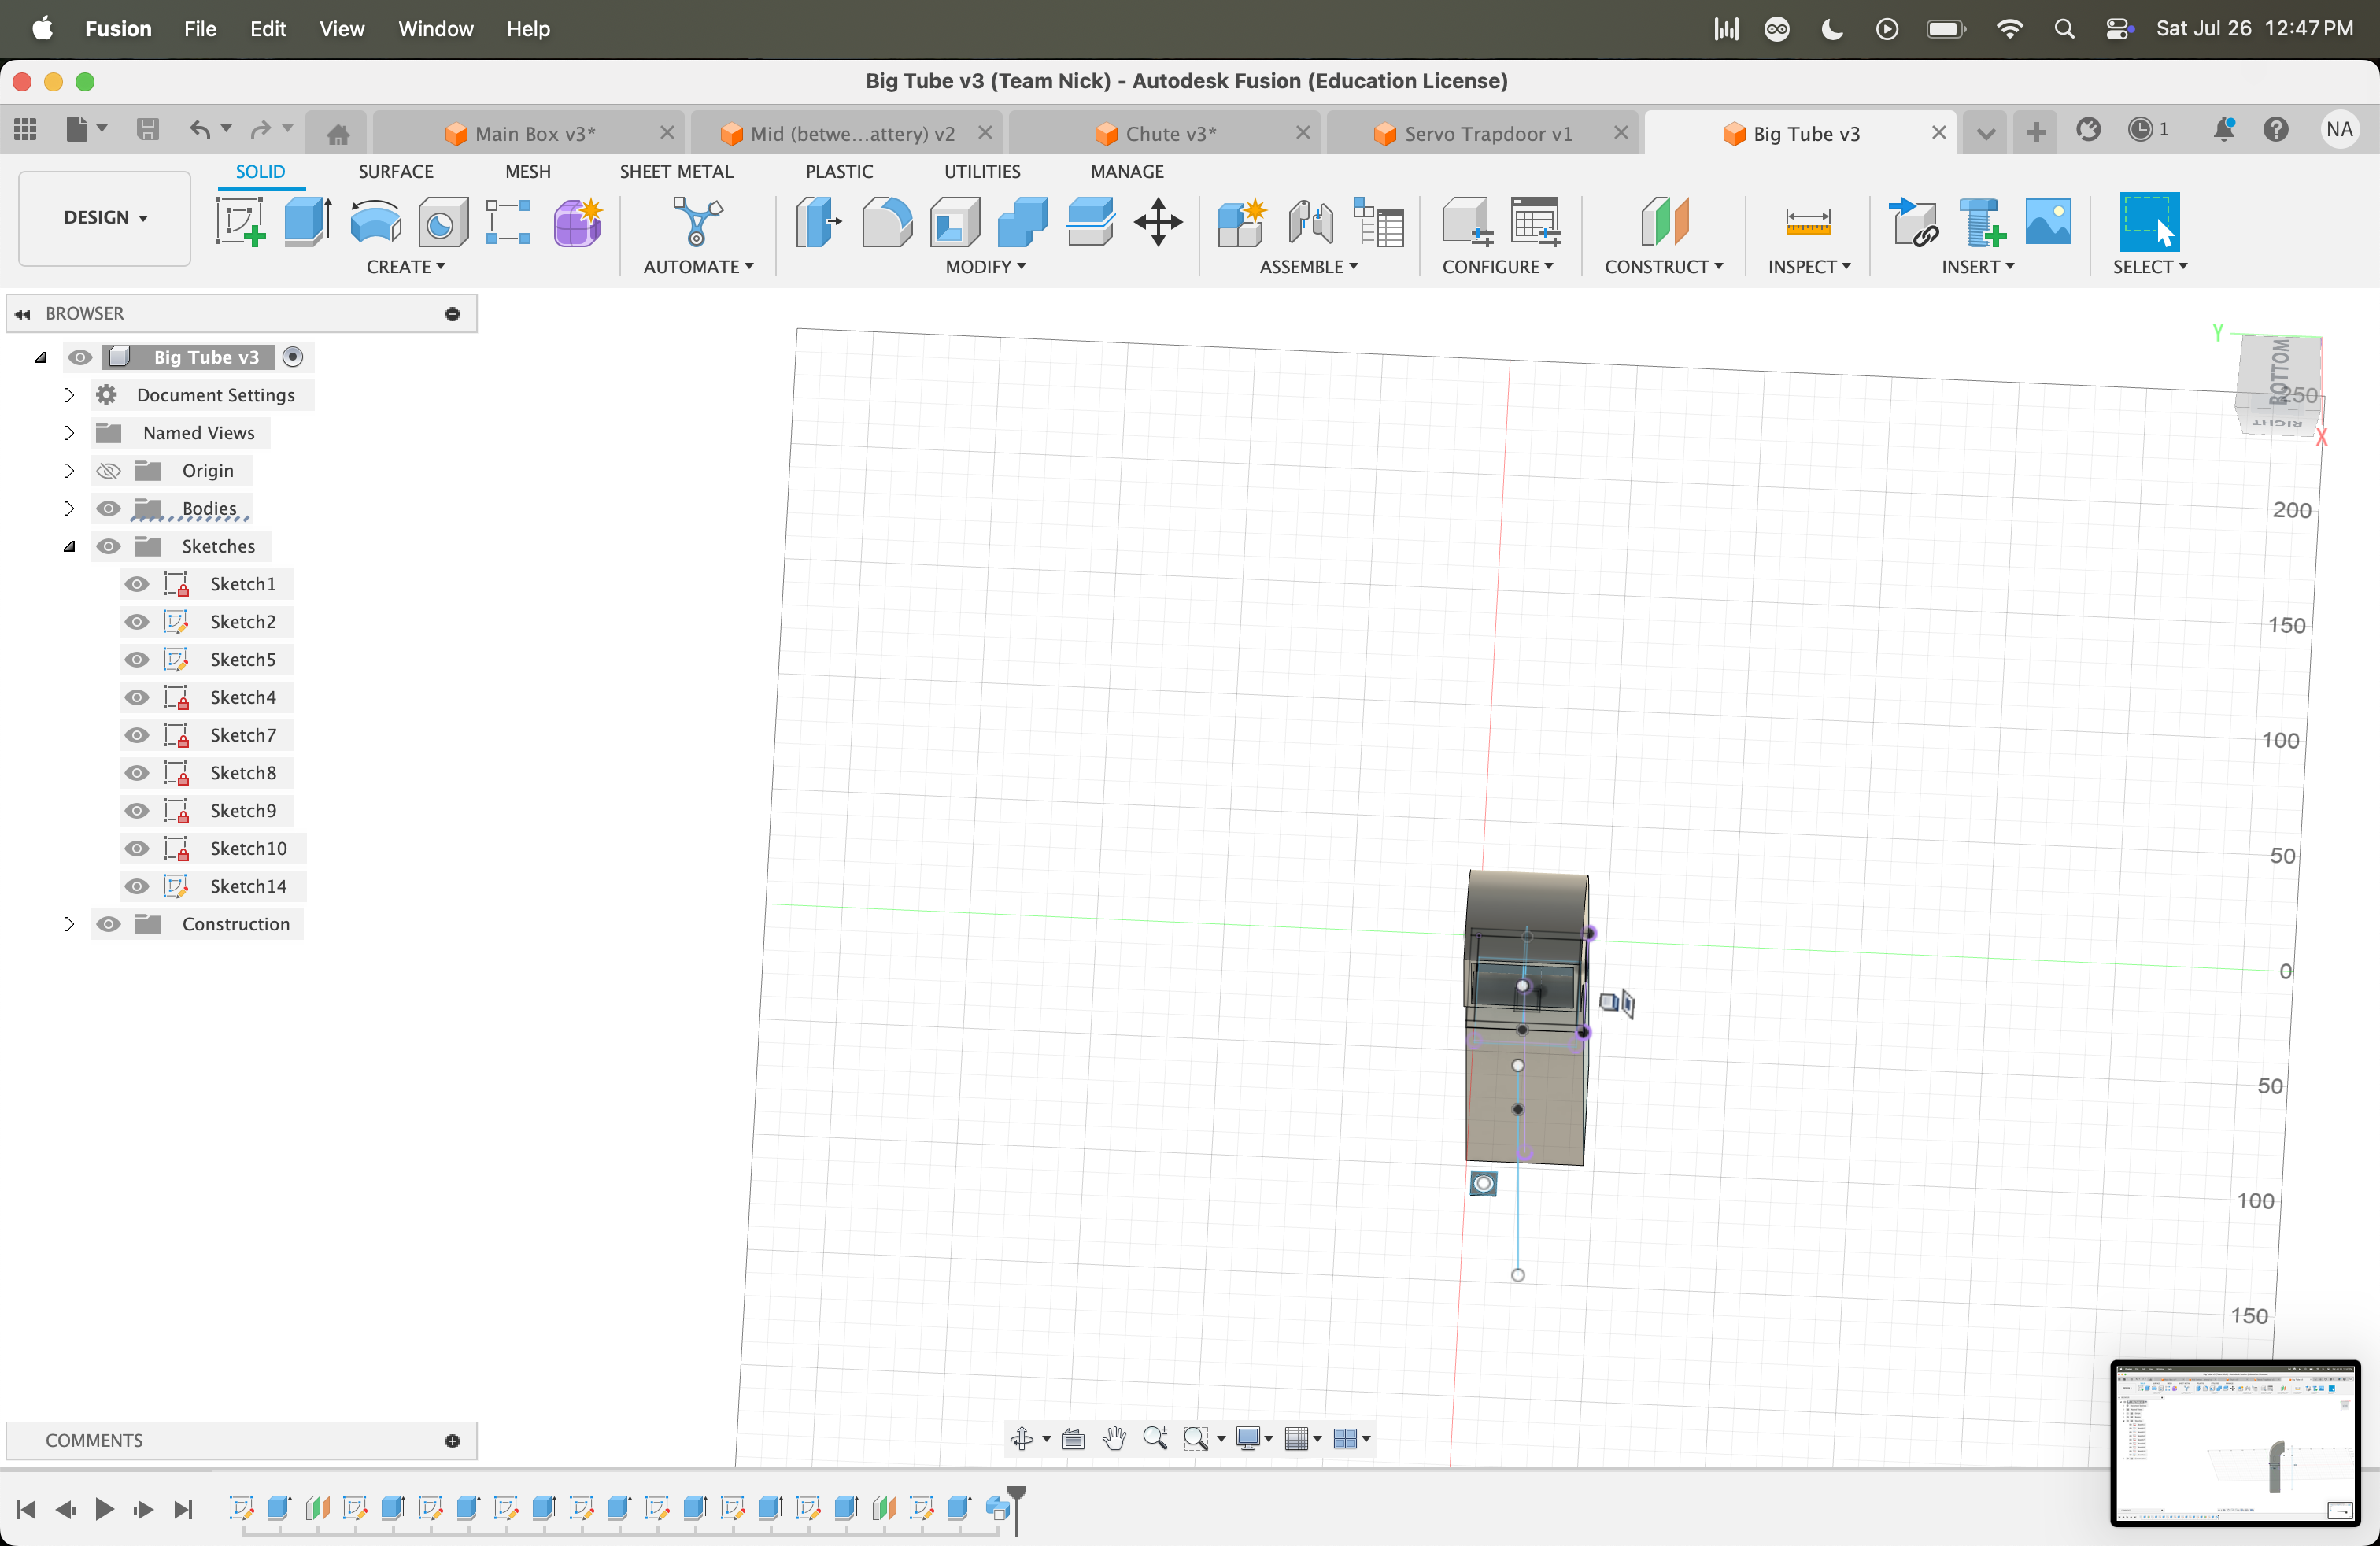 Fusion File Edit View Window Help Sat Jul 26 12:47 PM
Big Tube v3 (Team Nick) - Autodesk Fusion (Education License)
Main Box v3* Mid (betwe...attery) v2 Chute v3* Servo Trapdoor v1 Big Tube v3 1 NA
SOLID SURFACE MESH SHEET METAL PLASTIC UTILITIES MANAGE
DESIGN
CREATE AUTOMATE MODIFY ASSEMBLE CONFIGURE CONSTRUCT INSPECT INSERT SELECT
BROWSER
Big Tube v3
Document Settings
Named Views
Origin
Bodies
Sketches
Sketch1
Sketch2
Sketch5
Sketch4
Sketch7
Sketch8
Sketch9
Sketch10
Sketch14
Construction
Y
BOTTOM
RIGHT
X
250
200
150
100
50
0
50
100
150
COMMENTS